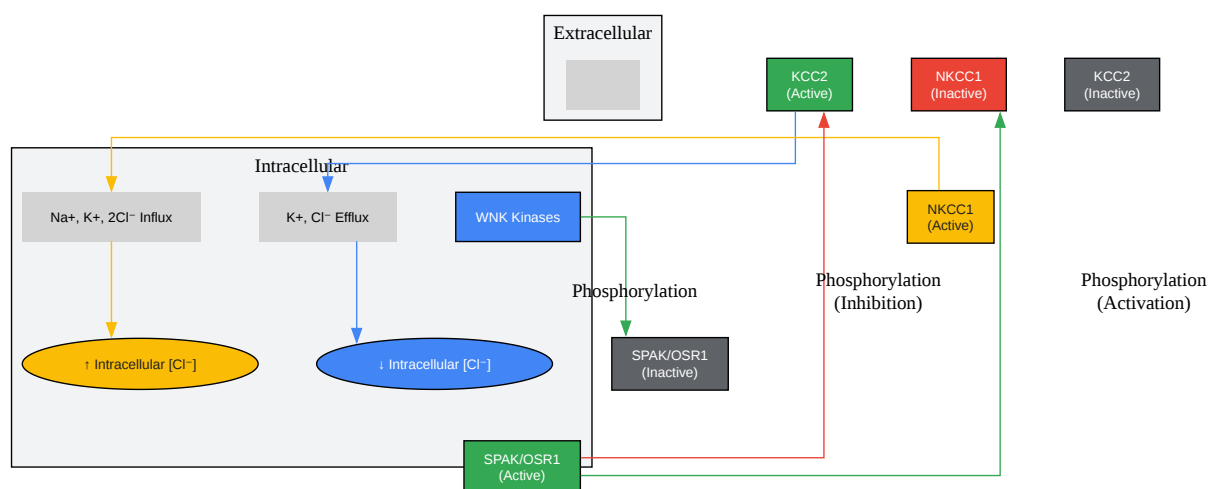 Extracellular
KCC2
(Active)
NKCC1
(Inactive)
KCC2
(Inactive)
Intracellular
Na+, K+, 2Cl⁻ Influx
K+, Cl⁻ Efflux
WNK Kinases
NKCC1
(Active)
Phosphorylation
Phosphorylation
(Inhibition)
Phosphorylation
(Activation)
↑ Intracellular [Cl⁻]
↓ Intracellular [Cl⁻]
SPAK/OSR1
(Inactive)
SPAK/OSR1
(Active)